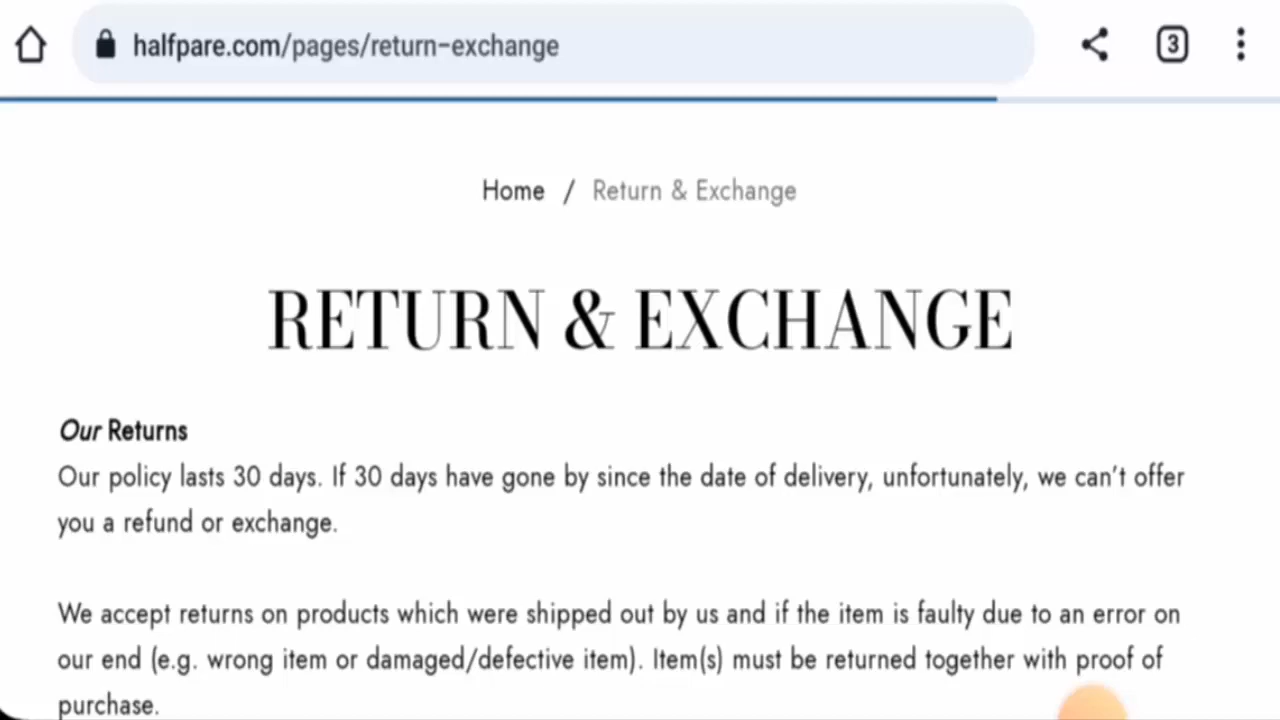 halfpare.com/pages/return-exchange
3
Home / Return & Exchange
RETURN & EXCHANGE
Our Returns
Our policy lasts 30 days. If 30 days have gone by since the date of delivery, unfortunately, we can't offer
you a refund or exchange.
We accept returns on products which were shipped out by us and if the item is faulty due to an error on
our end (e.g. wrong item or damaged/defective item). Item(s) must be returned together with proof of
purchase.